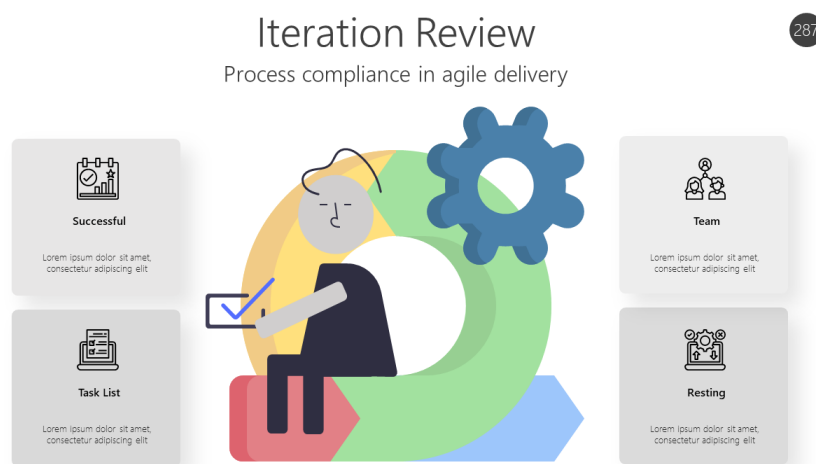 Iteration Review
287
Process compliance in agile delivery
Successful
Lorem ipsum dolor sit amet,
consectetur adipiscing elit
Team
Lorem ipsum dolor sit amet,
consectetur adipiscing elit
Task List
Lorem ipsum dolor sit amet,
consectetur adipiscing elit
Resting
Lorem ipsum dolor sit amet,
consectetur adipiscing elit